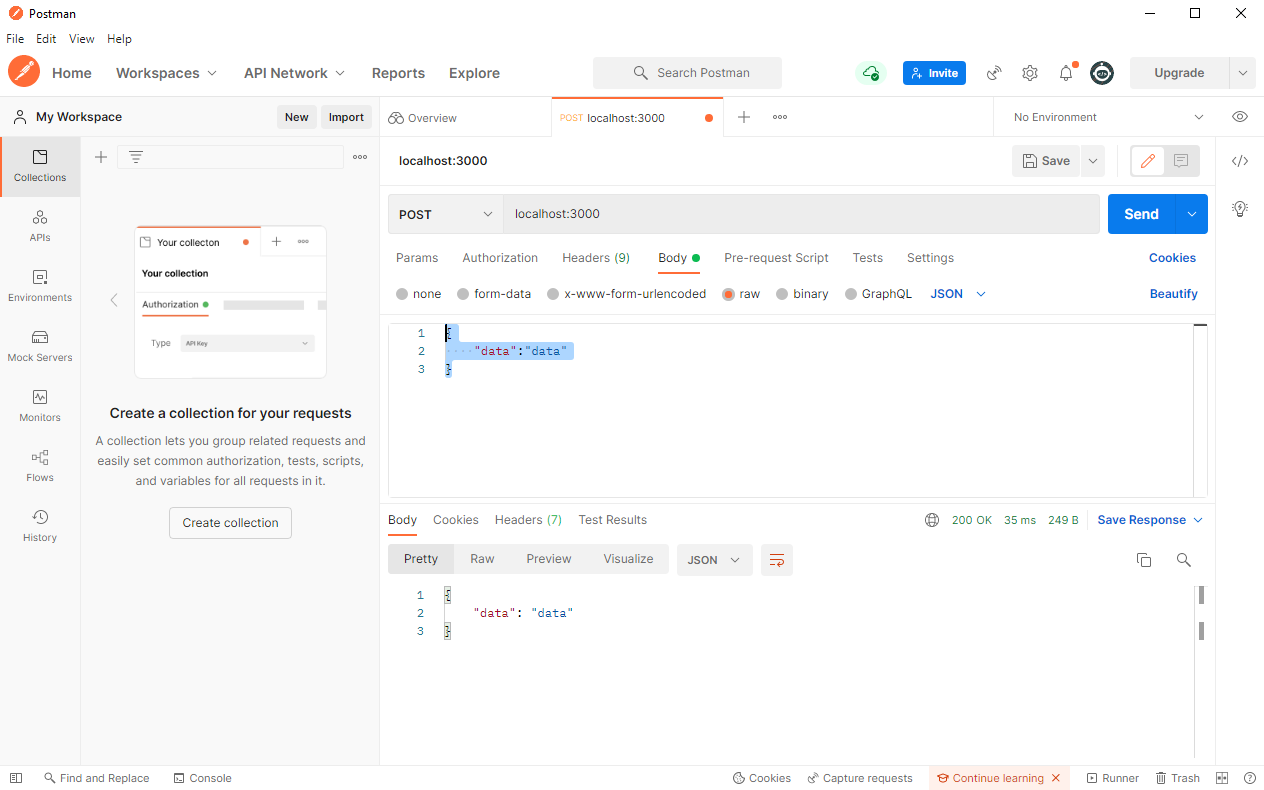 Postman
File Edit View Help
Home Workspaces API Network Reports Explore Search Postman Invite Upgrade
My Workspace New Import Overview POST localhost:3000 No Environment
Collections
APIs
Environments
Mock Servers
Monitors
Flows
History
Your collecton
Your collection
Authorization
Type API Key
Create a collection for your requests
A collection lets you group related requests and
easily set common authorization, tests, scripts,
and variables for all requests in it.
Create collection
localhost:3000 Save
POST localhost:3000 Send
Params Authorization Headers (9) Body Pre-request Script Tests Settings Cookies
none form-data x-www-form-urlencoded raw binary GraphQL JSON Beautify
1 {
2 ····"data":"data"
3 }
Body Cookies Headers (7) Test Results 200 OK 35 ms 249 B Save Response
Pretty Raw Preview Visualize JSON
1 {
2 "data": "data"
3 }
Find and Replace Console Cookies Capture requests Continue learning Runner Trash